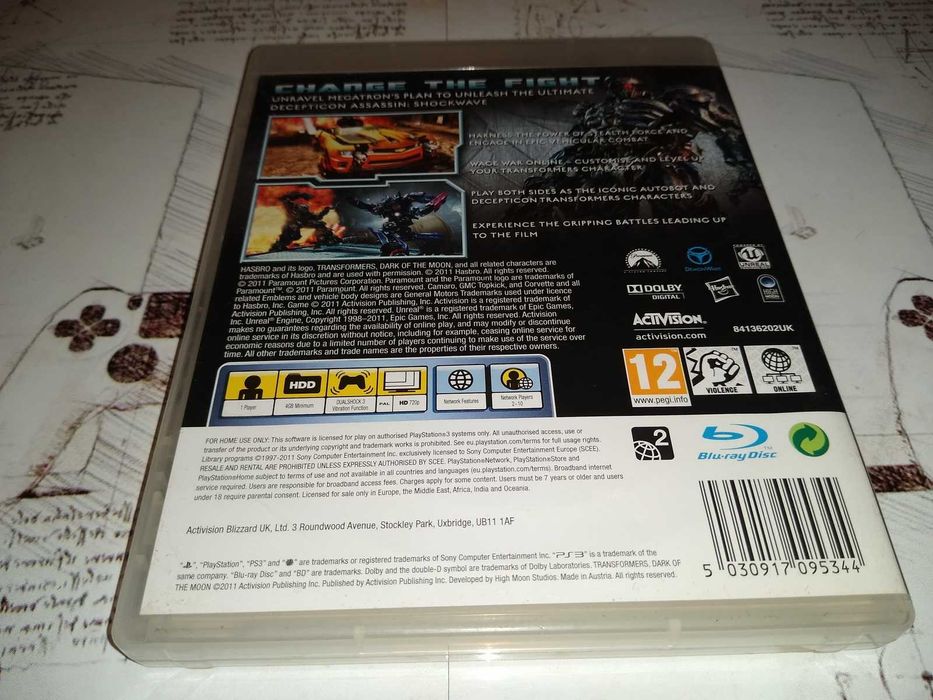 CHANGE THE FIGHT
UNRAVEL MEGATRON'S PLAN TO UNLEASH THE ULTIMATE
DECEPTICON ASSASSIN: SHOCKWAVE
HARNESS THE POWER OF STEALTH FORCE AND
ENGAGE IN EPIC VEHICULAR COMBAT
WAGE WAR ONLINE - CUSTOMISE AND LEVEL UP
YOUR TRANSFORMERS CHARACTER
PLAY BOTH SIDES AS THE ICONIC AUTOBOT AND
DECEPTICON TRANSFORMERS CHARACTERS
EXPERIENCE THE GRIPPING BATTLES LEADING UP
TO THE FILM
HASBRO and its logo, TRANSFORMERS, DARK OF THE MOON, and all related characters are
trademarks of Hasbro and are used with permission. © 2011 Hasbro. All rights reserved.
© 2011 Paramount Pictures Corporation. Paramount and the Paramount logo are trademarks of
Paramount™. © 2011 Paramount. All rights reserved. Camaro, GMC Topkick, and Corvette and all
related Emblems and vehicle body designs are General Motors Trademarks used under licence
to Hasbro, Inc. Game © 2011 Activision Publishing, Inc. Activision is a registered trademark of
Activision Publishing, Inc. All rights reserved. Unreal® is a registered trademark of Epic Games,
Inc. Unreal® Engine, Copyright 1998–2011, Epic Games, Inc. All rights reserved. Activision
makes no guarantees regarding the availability of online play, and may modify or discontinue
online service in its discretion without notice, including for example, ceasing online service for
economic reasons due to a limited number of players continuing to make use of the service over
time. All other trademarks and trade names are the properties of their respective owners.
UNREAL
DOLBY
DIGITAL
Hasbro
ACTIVISION
activision.com
84136202UK
12
www.pegi.info
VIOLENCE
ONLINE
1 Player
HDD
4GB Minimum
DUALSHOCK 3
Vibration Function
PAL
HD 720p
Network Features
Network Players
2 - 10
FOR HOME USE ONLY: This software is licensed for play on authorised PlayStation®3 systems only. All unauthorised access, use or
transfer of the product or its underlying copyright and trademark works is prohibited. See eu.playstation.com/terms for full usage rights.
Library programs ©1997-2011 Sony Computer Entertainment Inc. exclusively licensed to Sony Computer Entertainment Europe (SCEE).
RESALE AND RENTAL ARE PROHIBITED UNLESS EXPRESSLY AUTHORISED BY SCEE. PlayStation®Network, PlayStation®Store and
PlayStation®Home subject to terms of use and not available in all countries and languages (eu.playstation.com/terms). Broadband internet
service required. Users are responsible for broadband access fees. Charges apply for some content. Users must be 7 years or older and users
under 18 require parental consent. Licensed for sale only in Europe, the Middle East, Africa, India and Oceania.
2
Blu-ray Disc
Activision Blizzard UK, Ltd. 3 Roundwood Avenue, Stockley Park, Uxbridge, UB11 1AF
" ", "PlayStation", "PS3" and " " are trademarks or registered trademarks of Sony Computer Entertainment Inc. "PS3" is a trademark of the
same company. "Blu-ray Disc" and "BD" are trademarks. Dolby and the double-D symbol are trademarks of Dolby Laboratories. TRANSFORMERS, DARK OF
THE MOON ©2011 Activision Publishing Inc. Published by Activision Publishing Inc. Developed by High Moon Studios. Made in Austria. All rights reserved.
5 030917 095344